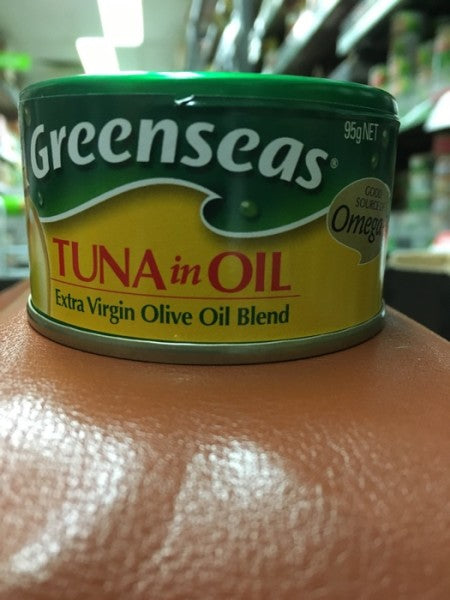 Greenseas®
95g NET
GOOD
SOURCE OF
Omega
TUNA in OIL
Extra Virgin Olive Oil Blend